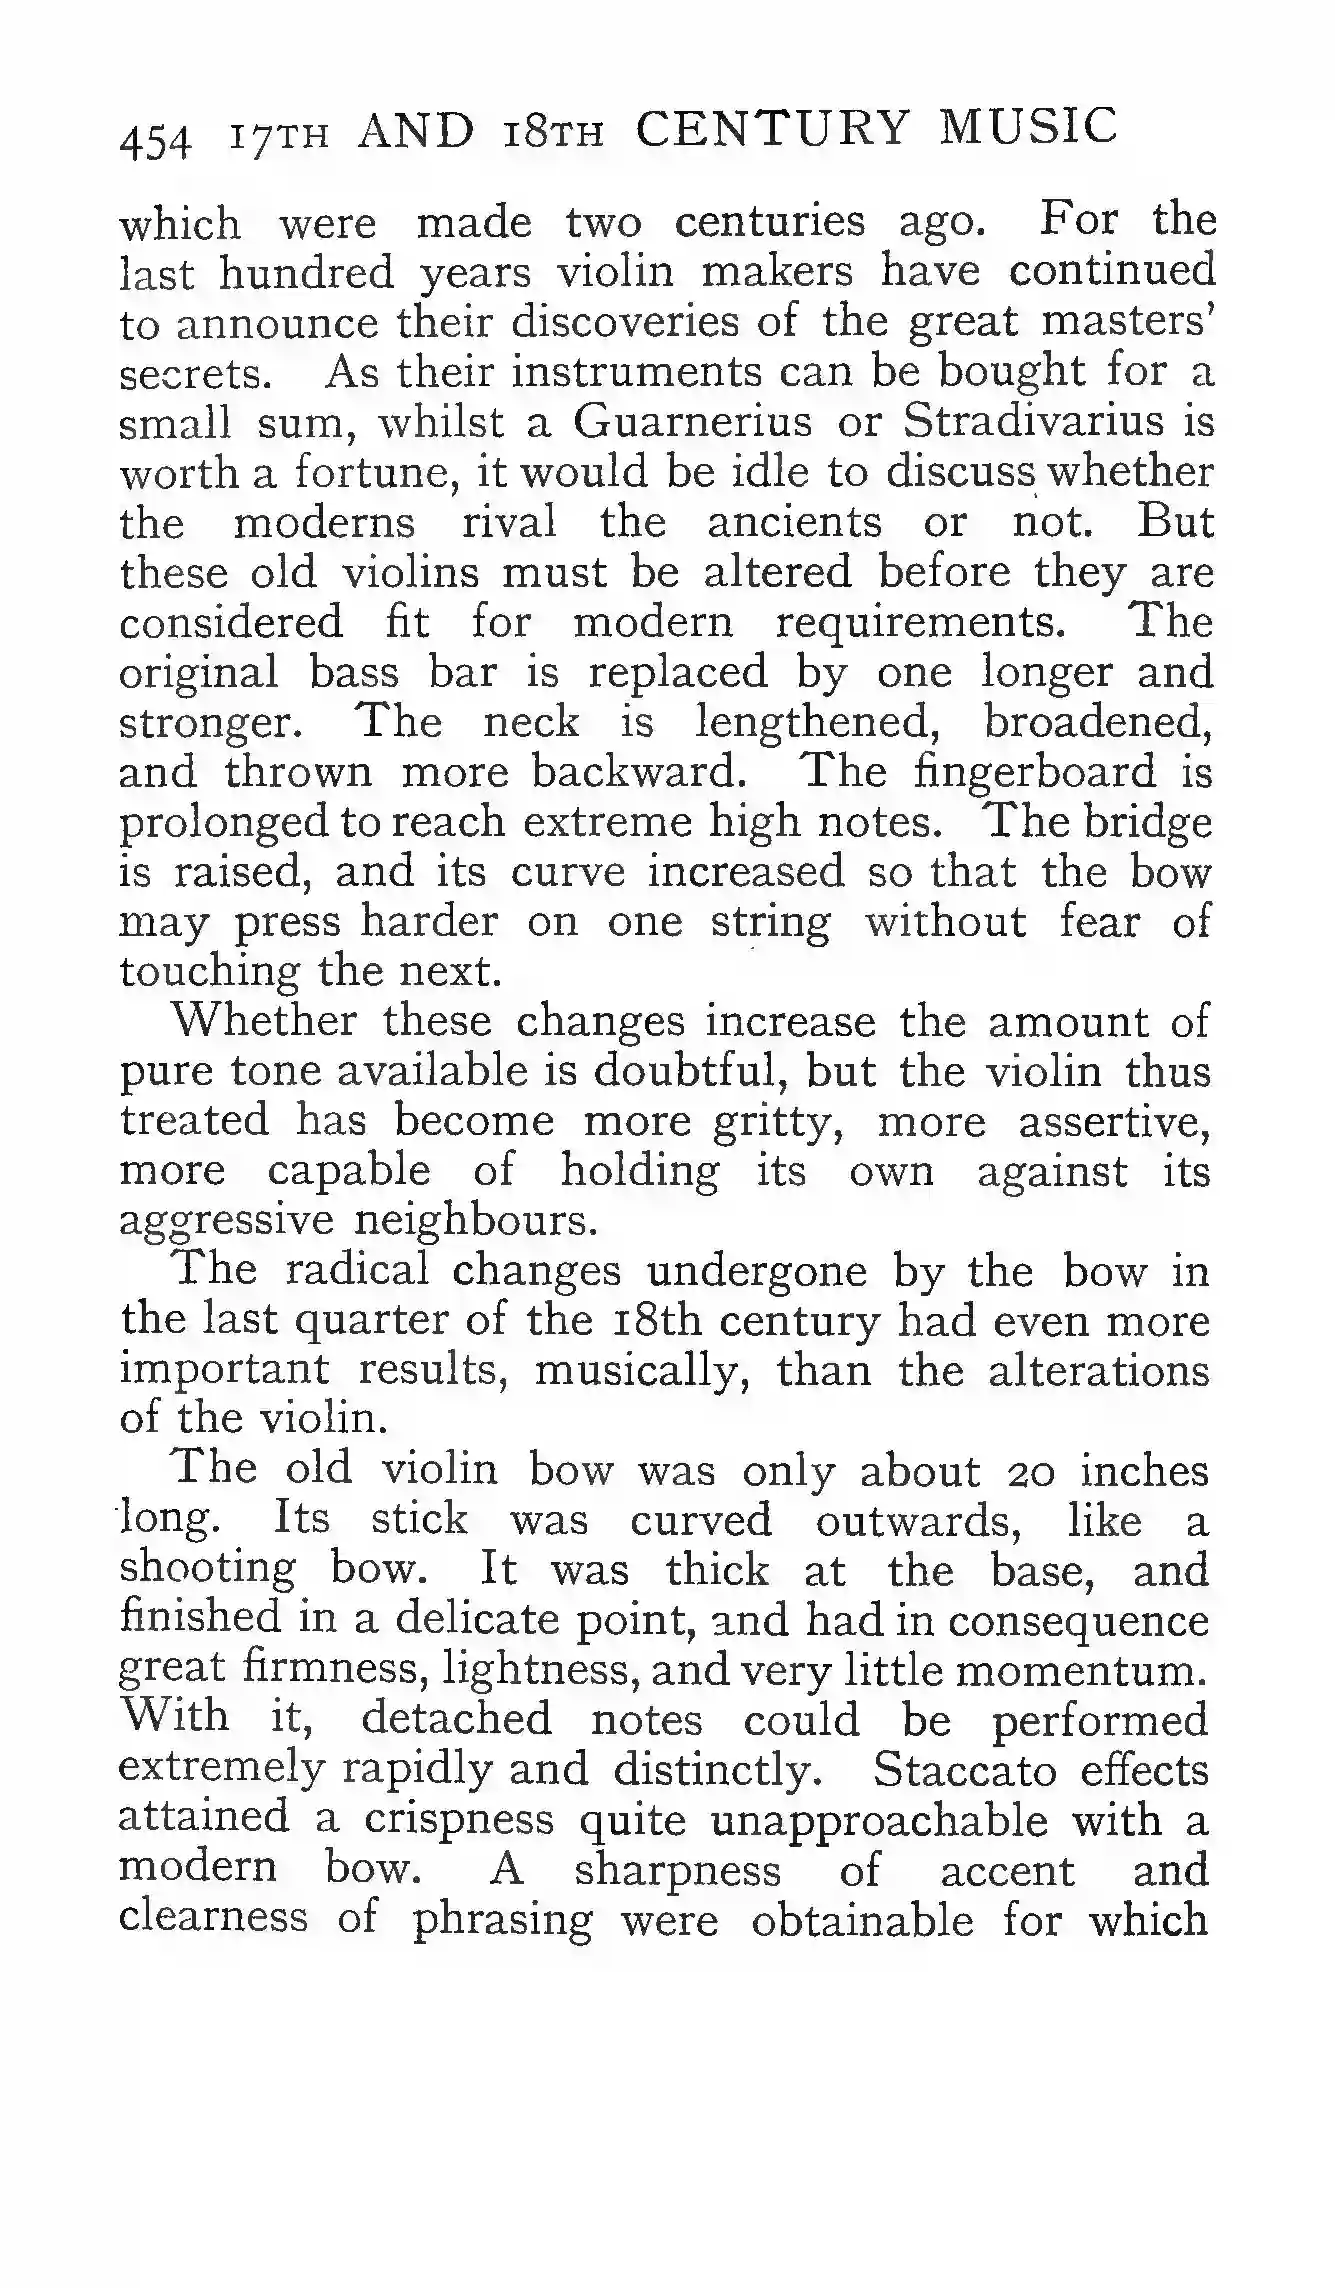 454 17TH AND 18TH CENTURY MUSIC
which were made two centuries ago. For the
last hundred years violin makers have continued
to announce their discoveries of the great masters’
secrets. As their instruments can be bought for a
small sum, whilst a Guarnerius or Stradivarius is
worth a fortune, it would be idle to discuss whether
the moderns rival the ancients or not. But
these old violins must be altered before they are
considered fit for modern requirements. The
original bass bar is replaced by one longer and
stronger. The neck is lengthened, broadened,
and thrown more backward. The fingerboard is
prolonged to reach extreme high notes. The bridge
is raised, and its curve increased so that the bow
may press harder on one string without fear of
touching the next.
Whether these changes increase the amount of
pure tone available is doubtful, but the violin thus
treated has become more gritty, more assertive,
more capable of holding its own against its
aggressive neighbours.
The radical changes undergone by the bow in
the last quarter of the 18th century had even more
important results, musically, than the alterations
of the violin.
The old violin bow was only about 20 inches
long. Its stick was curved outwards, like a
shooting bow. It was thick at the base, and
finished in a delicate point, and had in consequence
great firmness, lightness, and very little momentum.
With it, detached notes could be performed
extremely rapidly and distinctly. Staccato effects
attained a crispness quite unapproachable with a
modern bow. A sharpness of accent and
clearness of phrasing were obtainable for which